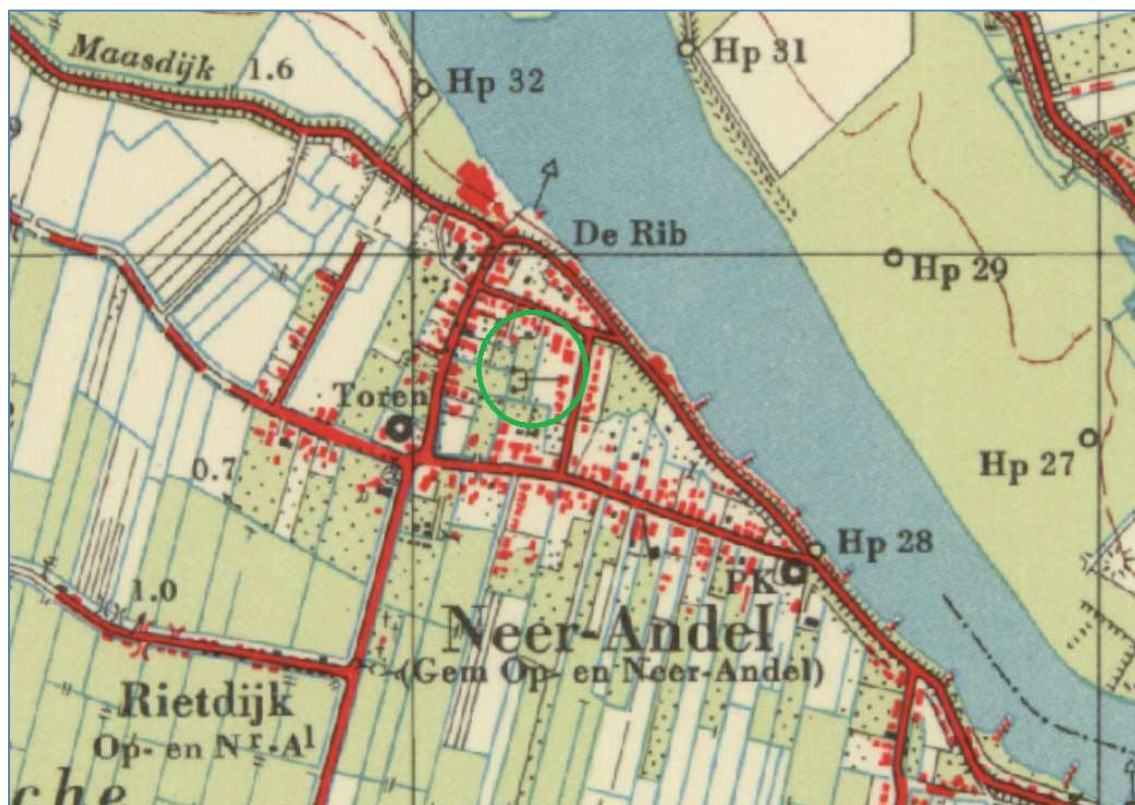 Maasdijk
1.6
Hp 32
Hp 31
De Rib
Hp 29
Toren
Hp 27
0.7
Hp 28
PK
1.0
Neer-Andel
(Gem Op- en Neer-Andel)
Rietdijk
Op- en Nr-Al
che